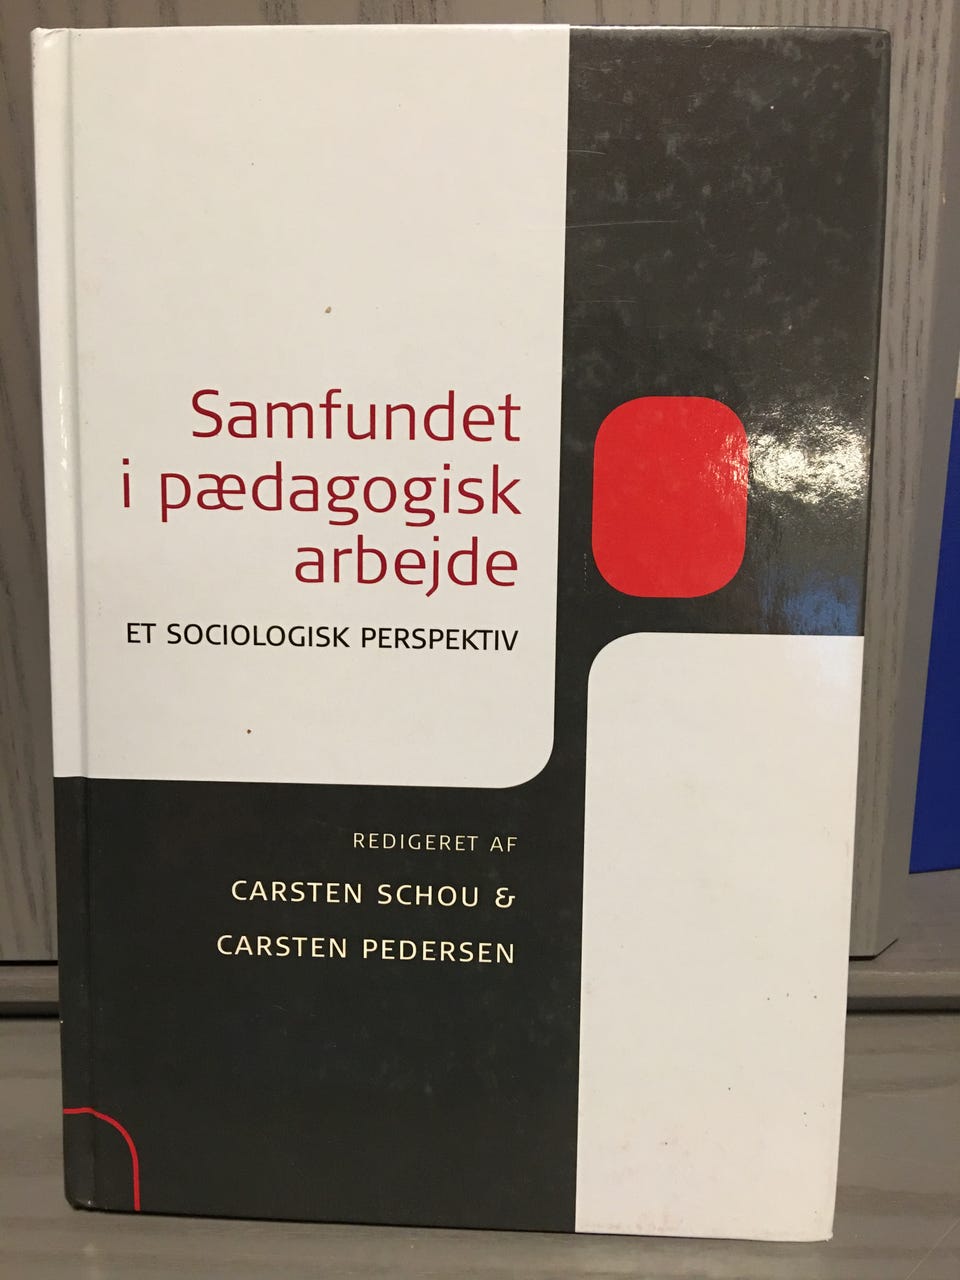 Samfundet
i pædagogisk
arbejde
ET SOCIOLOGISK PERSPEKTIV
REDIGERET AF
CARSTEN SCHOU &
CARSTEN PEDERSEN